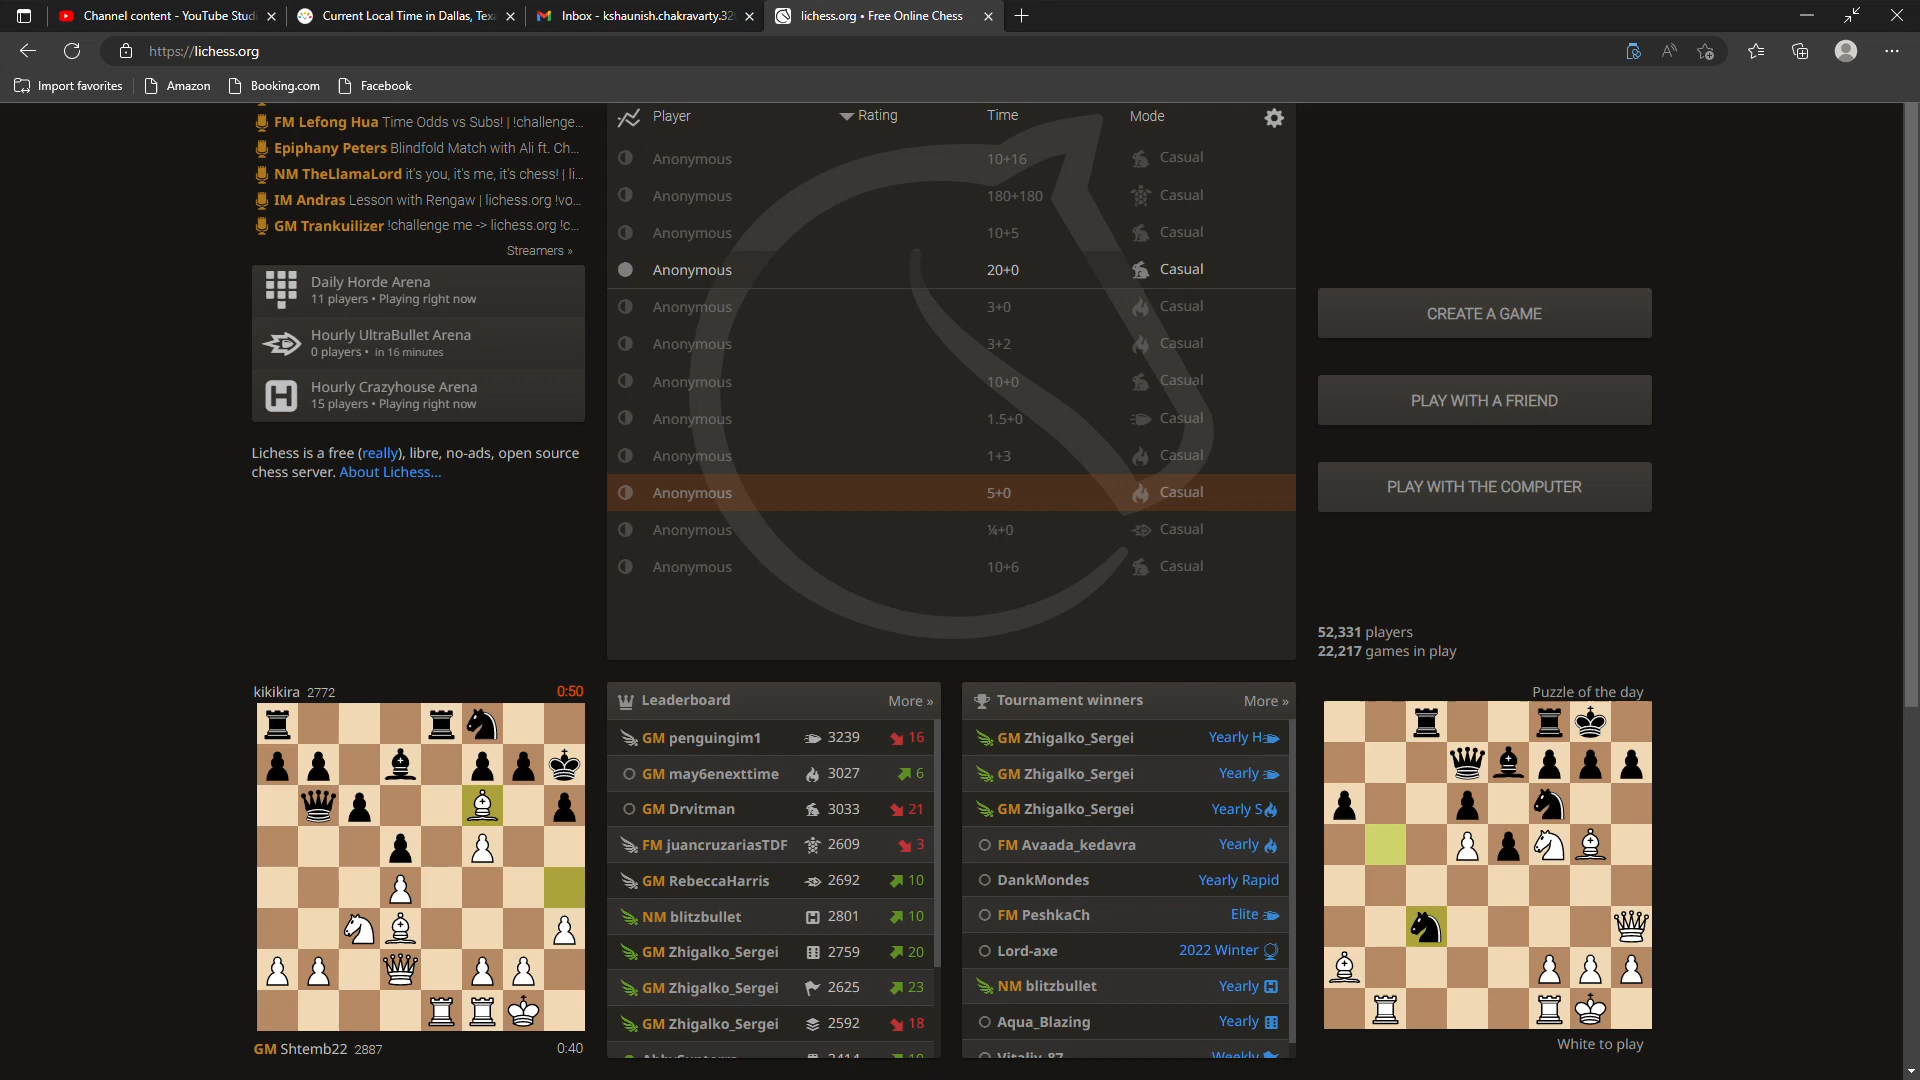 Channel content - YouTube Studi
Current Local Time in Dallas, Texa
Inbox - kshaunish.chakravarty.320
lichess.org • Free Online Chess
https://lichess.org
Import favorites
Amazon
Booking.com
Facebook
FM Lefong Hua Time Odds vs Subs! | !challenge...
Epiphany Peters Blindfold Match with Ali ft. Ch...
NM TheLlamaLord it's you, it's me, it's chess! | li...
IM Andras Lesson with Rengaw | lichess.org !vo...
GM Trankuilizer !challenge me -> lichess.org !c...
Streamers »
Daily Horde Arena
11 players • Playing right now
Hourly UltraBullet Arena
0 players • in 16 minutes
Hourly Crazyhouse Arena
15 players • Playing right now
Lichess is a free (really), libre, no-ads, open source
chess server. About Lichess...
Player Rating Time Mode
Anonymous 10+16 Casual
Anonymous 180+180 Casual
Anonymous 10+5 Casual
Anonymous 20+0 Casual
Anonymous 3+0 Casual
Anonymous 3+2 Casual
Anonymous 10+0 Casual
Anonymous 1.5+0 Casual
Anonymous 1+3 Casual
Anonymous 5+0 Casual
Anonymous ¼+0 Casual
Anonymous 10+6 Casual
CREATE A GAME
PLAY WITH A FRIEND
PLAY WITH THE COMPUTER
52,331 players
22,217 games in play
kikikira 2772 0:50
GM Shtemb22 2887 0:40
Leaderboard More »
GM penguingim1 3239 16
GM may6enexttime 3027 6
GM Drvitman 3033 21
FM juancruzariasTDF 2609 3
GM RebeccaHarris 2692 10
NM blitzbullet 2801 10
GM Zhigalko_Sergei 2759 20
GM Zhigalko_Sergei 2625 23
GM Zhigalko_Sergei 2592 18
Tournament winners More »
GM Zhigalko_Sergei Yearly H
GM Zhigalko_Sergei Yearly
GM Zhigalko_Sergei Yearly S
FM Avaada_kedavra Yearly
DankMondes Yearly Rapid
FM PeshkaCh Elite
Lord-axe 2022 Winter
NM blitzbullet Yearly
Aqua_Blazing Yearly
Vitaliy-87 Weekly
Puzzle of the day
White to play